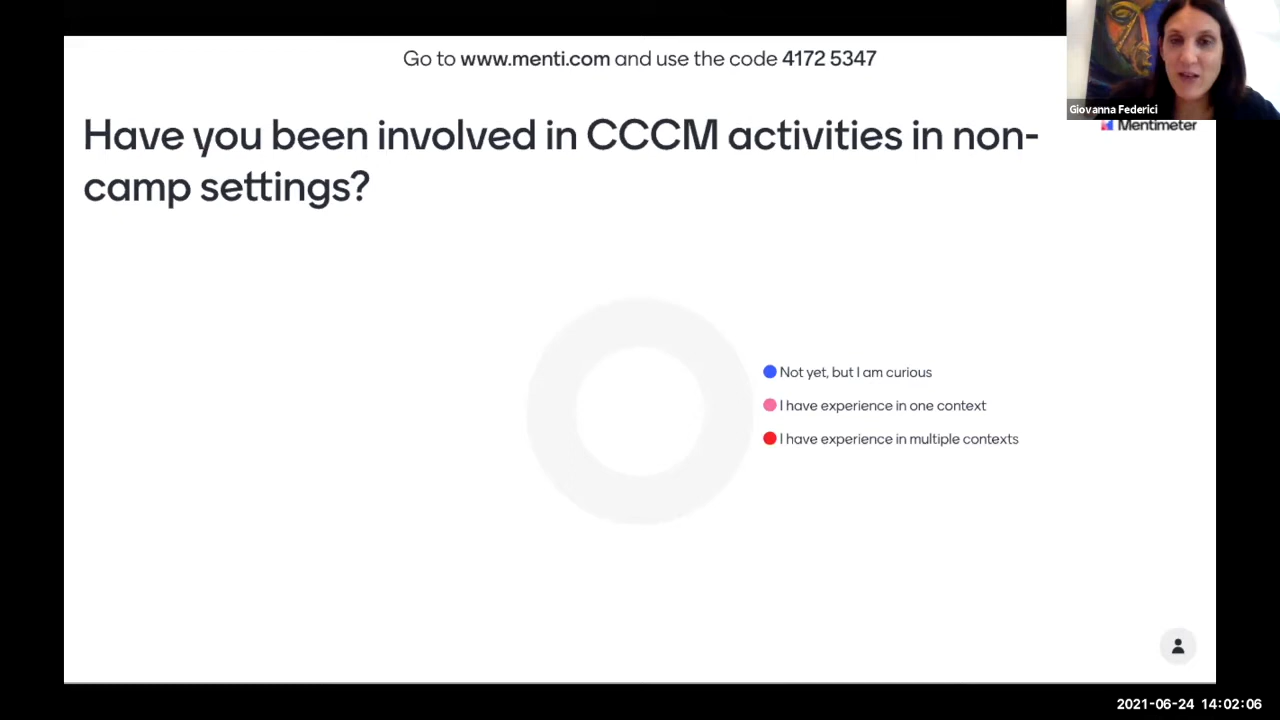 Go to www.menti.com and use the code 4172 5347
Giovanna Federici
Mentimeter
Have you been involved in CCCM activities in non-
camp settings?
Not yet, but I am curious
I have experience in one context
I have experience in multiple contexts
2021-06-24 14:02:06